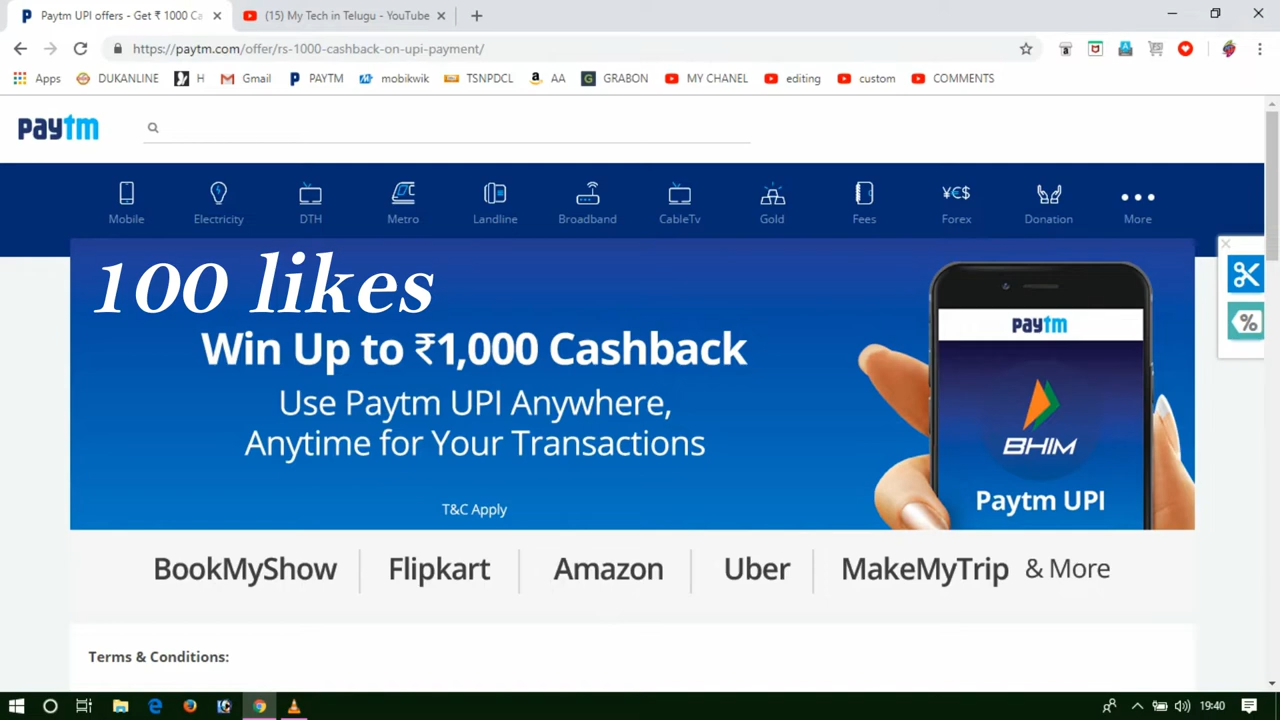 Paytm UPI offers - Get ₹ 1000 Ca
(15) My Tech in Telugu - YouTube
https://paytm.com/offer/rs-1000-cashback-on-upi-payment/
Apps DUKANLINE H Gmail PAYTM mobikwik TSNPDCL AA GRABON MY CHANEL editing custom COMMENTS
paytm
Mobile Electricity DTH Metro Landline Broadband CableTv Gold Fees Forex Donation More
100 likes
Win Up to ₹1,000 Cashback
Use Paytm UPI Anywhere,
Anytime for Your Transactions
T&C Apply
paytm
BHIM
Paytm UPI
BookMyShow Flipkart Amazon Uber MakeMyTrip & More
Terms & Conditions:
19:40